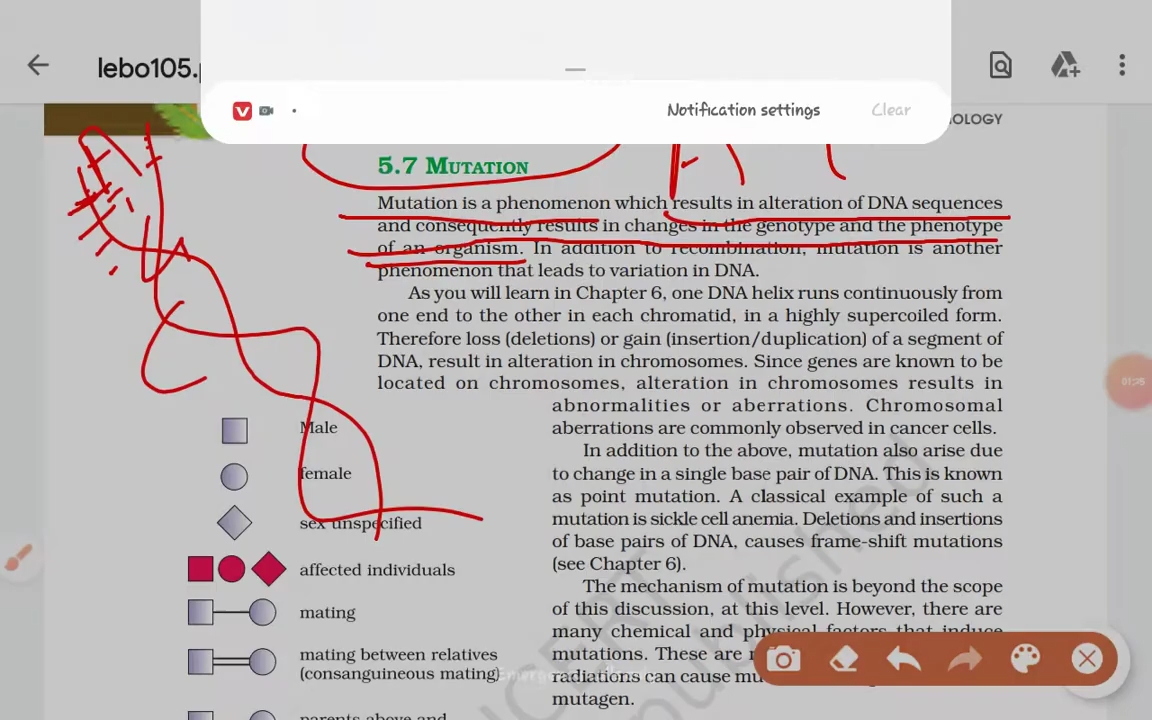 lebo105.p
Notification settings
Clear
OLOGY
5.7 MUTATION
Mutation is a phenomenon which results in alteration of DNA sequences
and consequently results in changes in the genotype and the phenotype
of an organism. In addition to recombination, mutation is another
phenomenon that leads to variation in DNA.
As you will learn in Chapter 6, one DNA helix runs continuously from
one end to the other in each chromatid, in a highly supercoiled form.
Therefore loss (deletions) or gain (insertion/duplication) of a segment of
DNA, result in alteration in chromosomes. Since genes are known to be
located on chromosomes, alteration in chromosomes results in
abnormalities or aberrations. Chromosomal
aberrations are commonly observed in cancer cells.
In addition to the above, mutation also arise due
to change in a single base pair of DNA. This is known
as point mutation. A classical example of such a
mutation is sickle cell anemia. Deletions and insertions
of base pairs of DNA, causes frame-shift mutations
(see Chapter 6).
The mechanism of mutation is beyond the scope
of this discussion, at this level. However, there are
many chemical and physical factors that induce
mutations. These are
radiations can cause mu
mutagen.
Male
female
sex unspecified
affected individuals
mating
mating between relatives
(consanguineous mating)
parents above and
NCERT
published
01:35